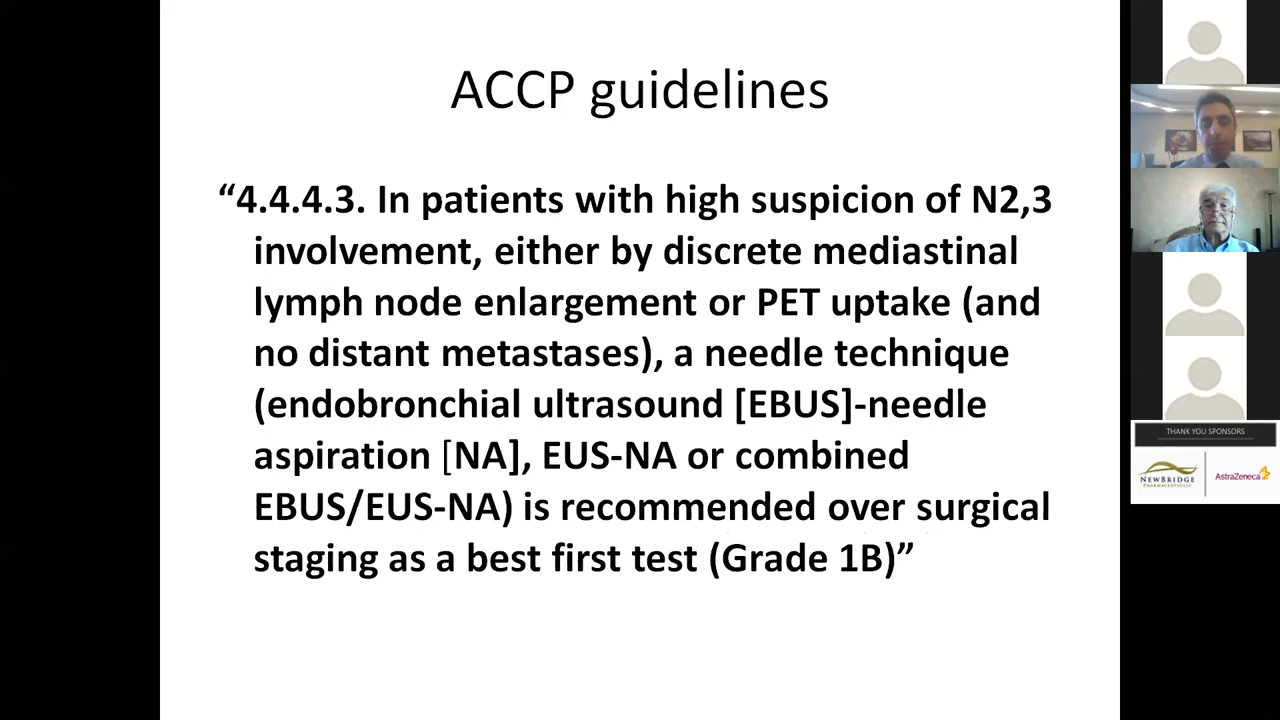 ACCP guidelines
“4.4.4.3. In patients with high suspicion of N2,3
involvement, either by discrete mediastinal
lymph node enlargement or PET uptake (and
no distant metastases), a needle technique
(endobronchial ultrasound [EBUS]-needle
aspiration [NA], EUS-NA or combined
EBUS/EUS-NA) is recommended over surgical
staging as a best first test (Grade 1B)”
THANK YOU SPONSORS
NEWBRIDGE
PHARMACEUTICALS
AstraZeneca